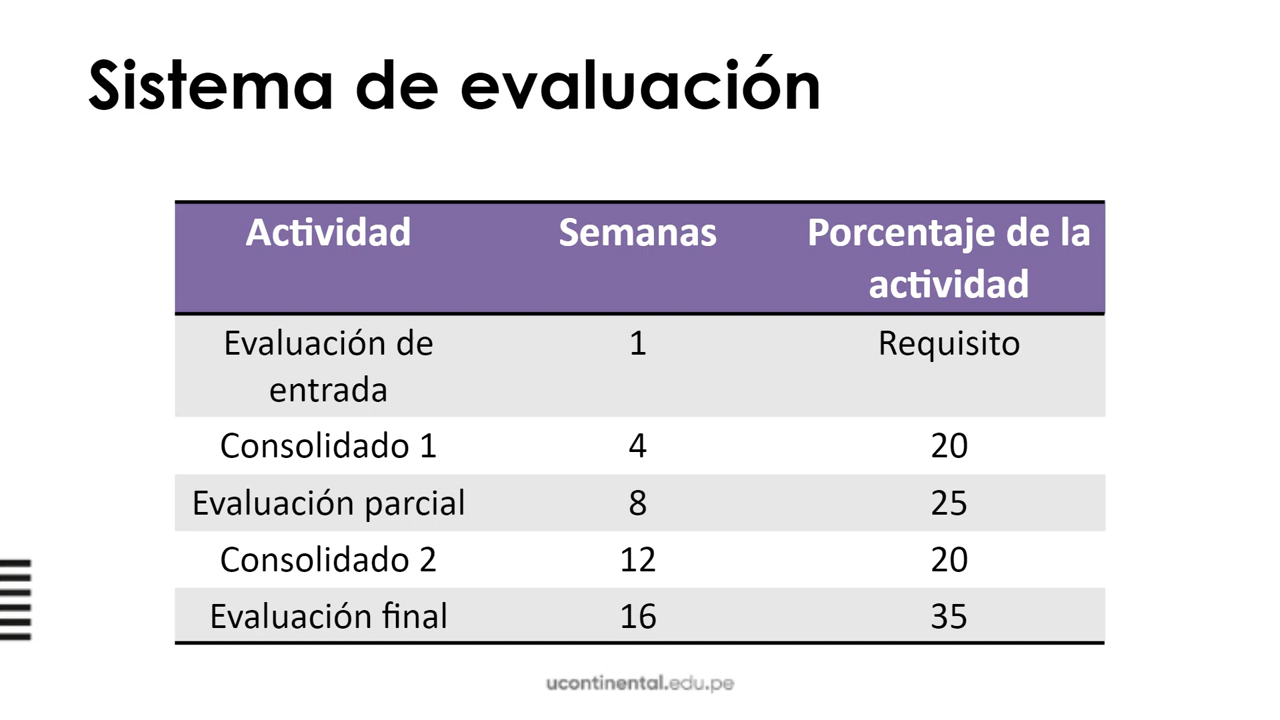 Sistema de evaluación
Actividad Semanas Porcentaje de la
actividad
Evaluación de 1 Requisito
entrada
Consolidado 1 4 20
Evaluación parcial 8 25
Consolidado 2 12 20
Evaluación final 16 35
ucontinental.edu.pe